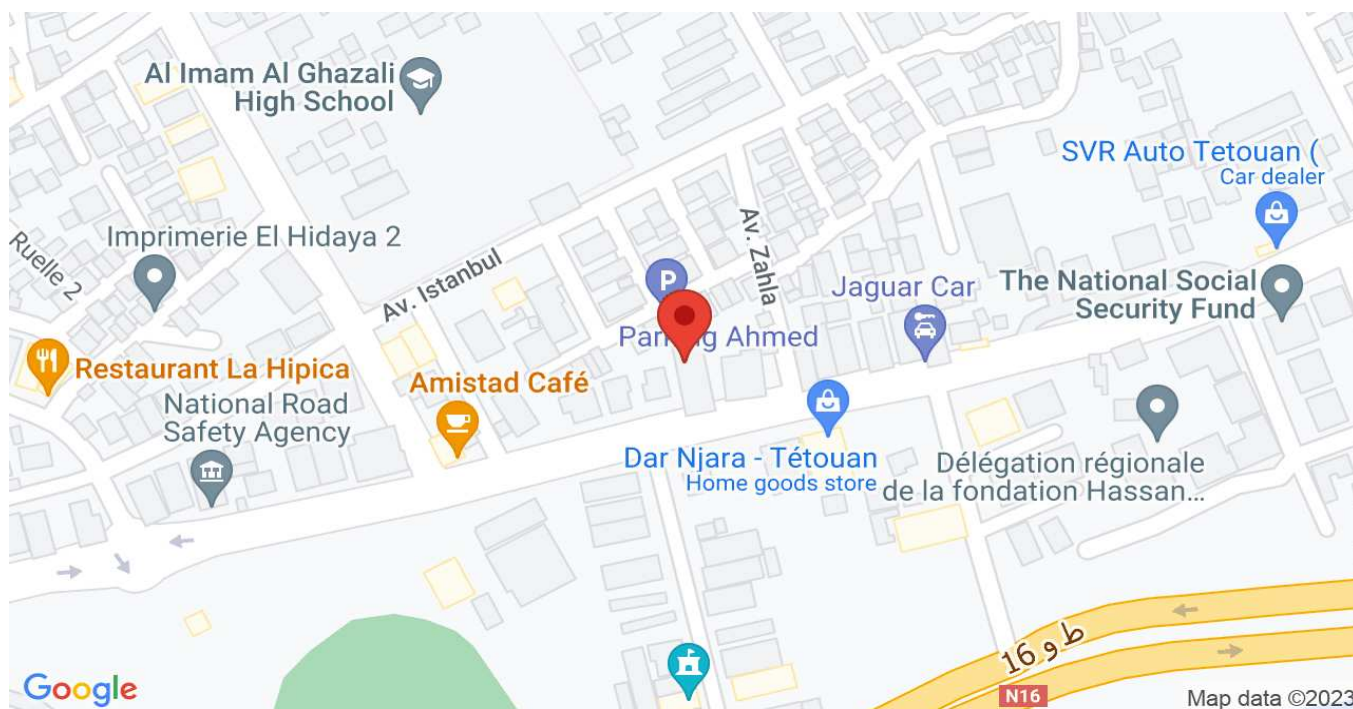 Al Imam Al Ghazali
High School
SVR Auto Tetouan (
Car dealer
Ruelle 2
Imprimerie El Hidaya 2
Av. Istanbul
Av. Zahla
P
Jaguar Car
The National Social
Security Fund
Parking Ahmed
Restaurant La Hipica
Amistad Café
National Road
Safety Agency
Dar Njara - Tétouan
Home goods store
Délégation régionale
de la fondation Hassan...
ط و 16
N16
Google
Map data ©2023